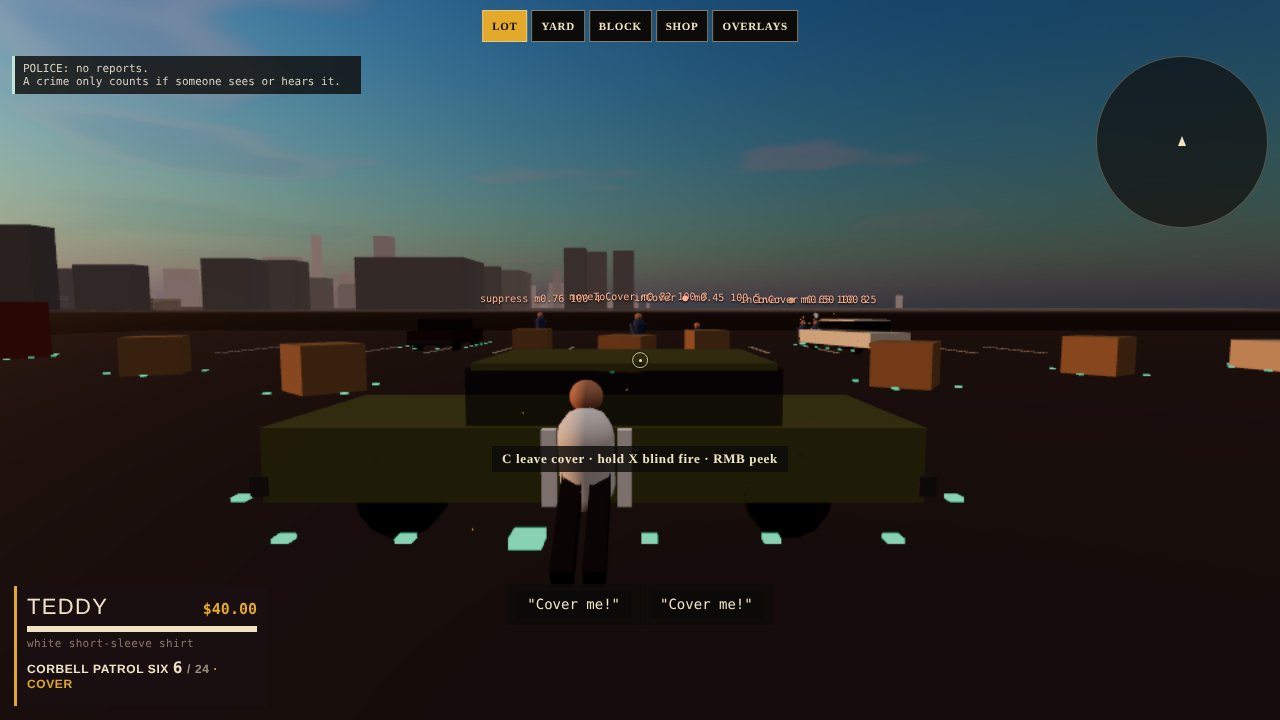 LOT
YARD
BLOCK
SHOP
OVERLAYS
POLICE: no reports.
A crime only counts if someone sees or hears it.
suppress m0.76 100
C leave cover · hold X blind fire · RMB peek
"Cover me!"
"Cover me!"
TEDDY
$40.00
white short-sleeve shirt
CORBELL PATROL SIX 6 / 24 ·
COVER